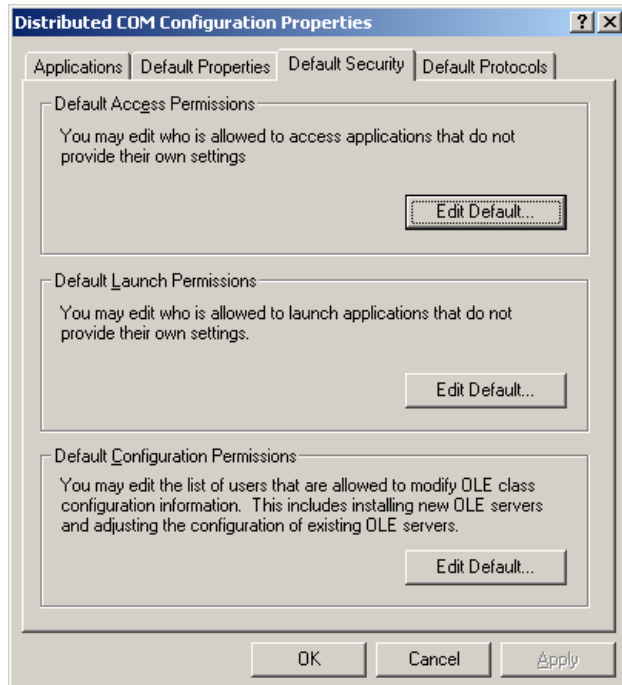 Distributed COM Configuration Properties
Applications Default Properties Default Security Default Protocols
Default Access Permissions
You may edit who is allowed to access applications that do not
provide their own settings
Edit Default...
Default Launch Permissions
You may edit who is allowed to launch applications that do not
provide their own settings.
Edit Default...
Default Configuration Permissions
You may edit the list of users that are allowed to modify OLE class
configuration information. This includes installing new OLE servers
and adjusting the configuration of existing OLE servers.
Edit Default...
OK Cancel Apply